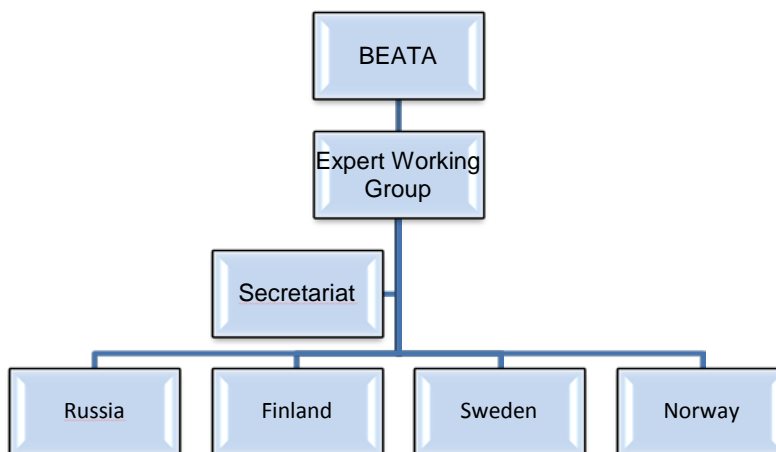 BEATA
Expert Working
Group
Secretariat
Russia
Finland
Sweden
Norway